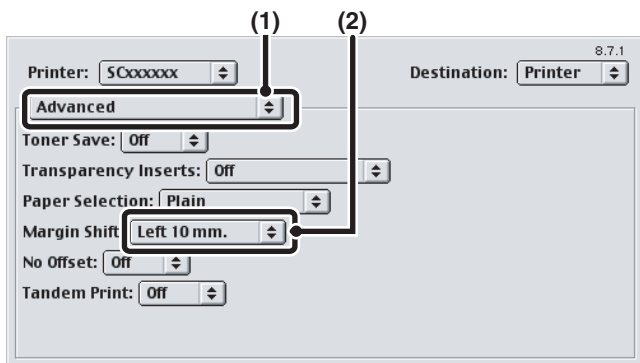 (1) (2)
8.7.1
Printer: SCxxxxxx Destination: Printer
Advanced
Toner Save: Off
Transparency Inserts: Off
Paper Selection: Plain
Margin Shift: Left 10 mm.
No Offset: Off
Tandem Print: Off